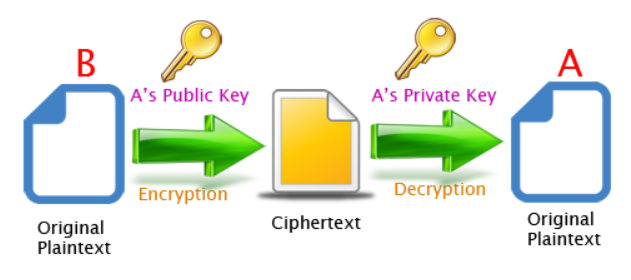 B
A
A's Public Key
A's Private Key
Encryption
Decryption
Original
Plaintext
Ciphertext
Original
Plaintext